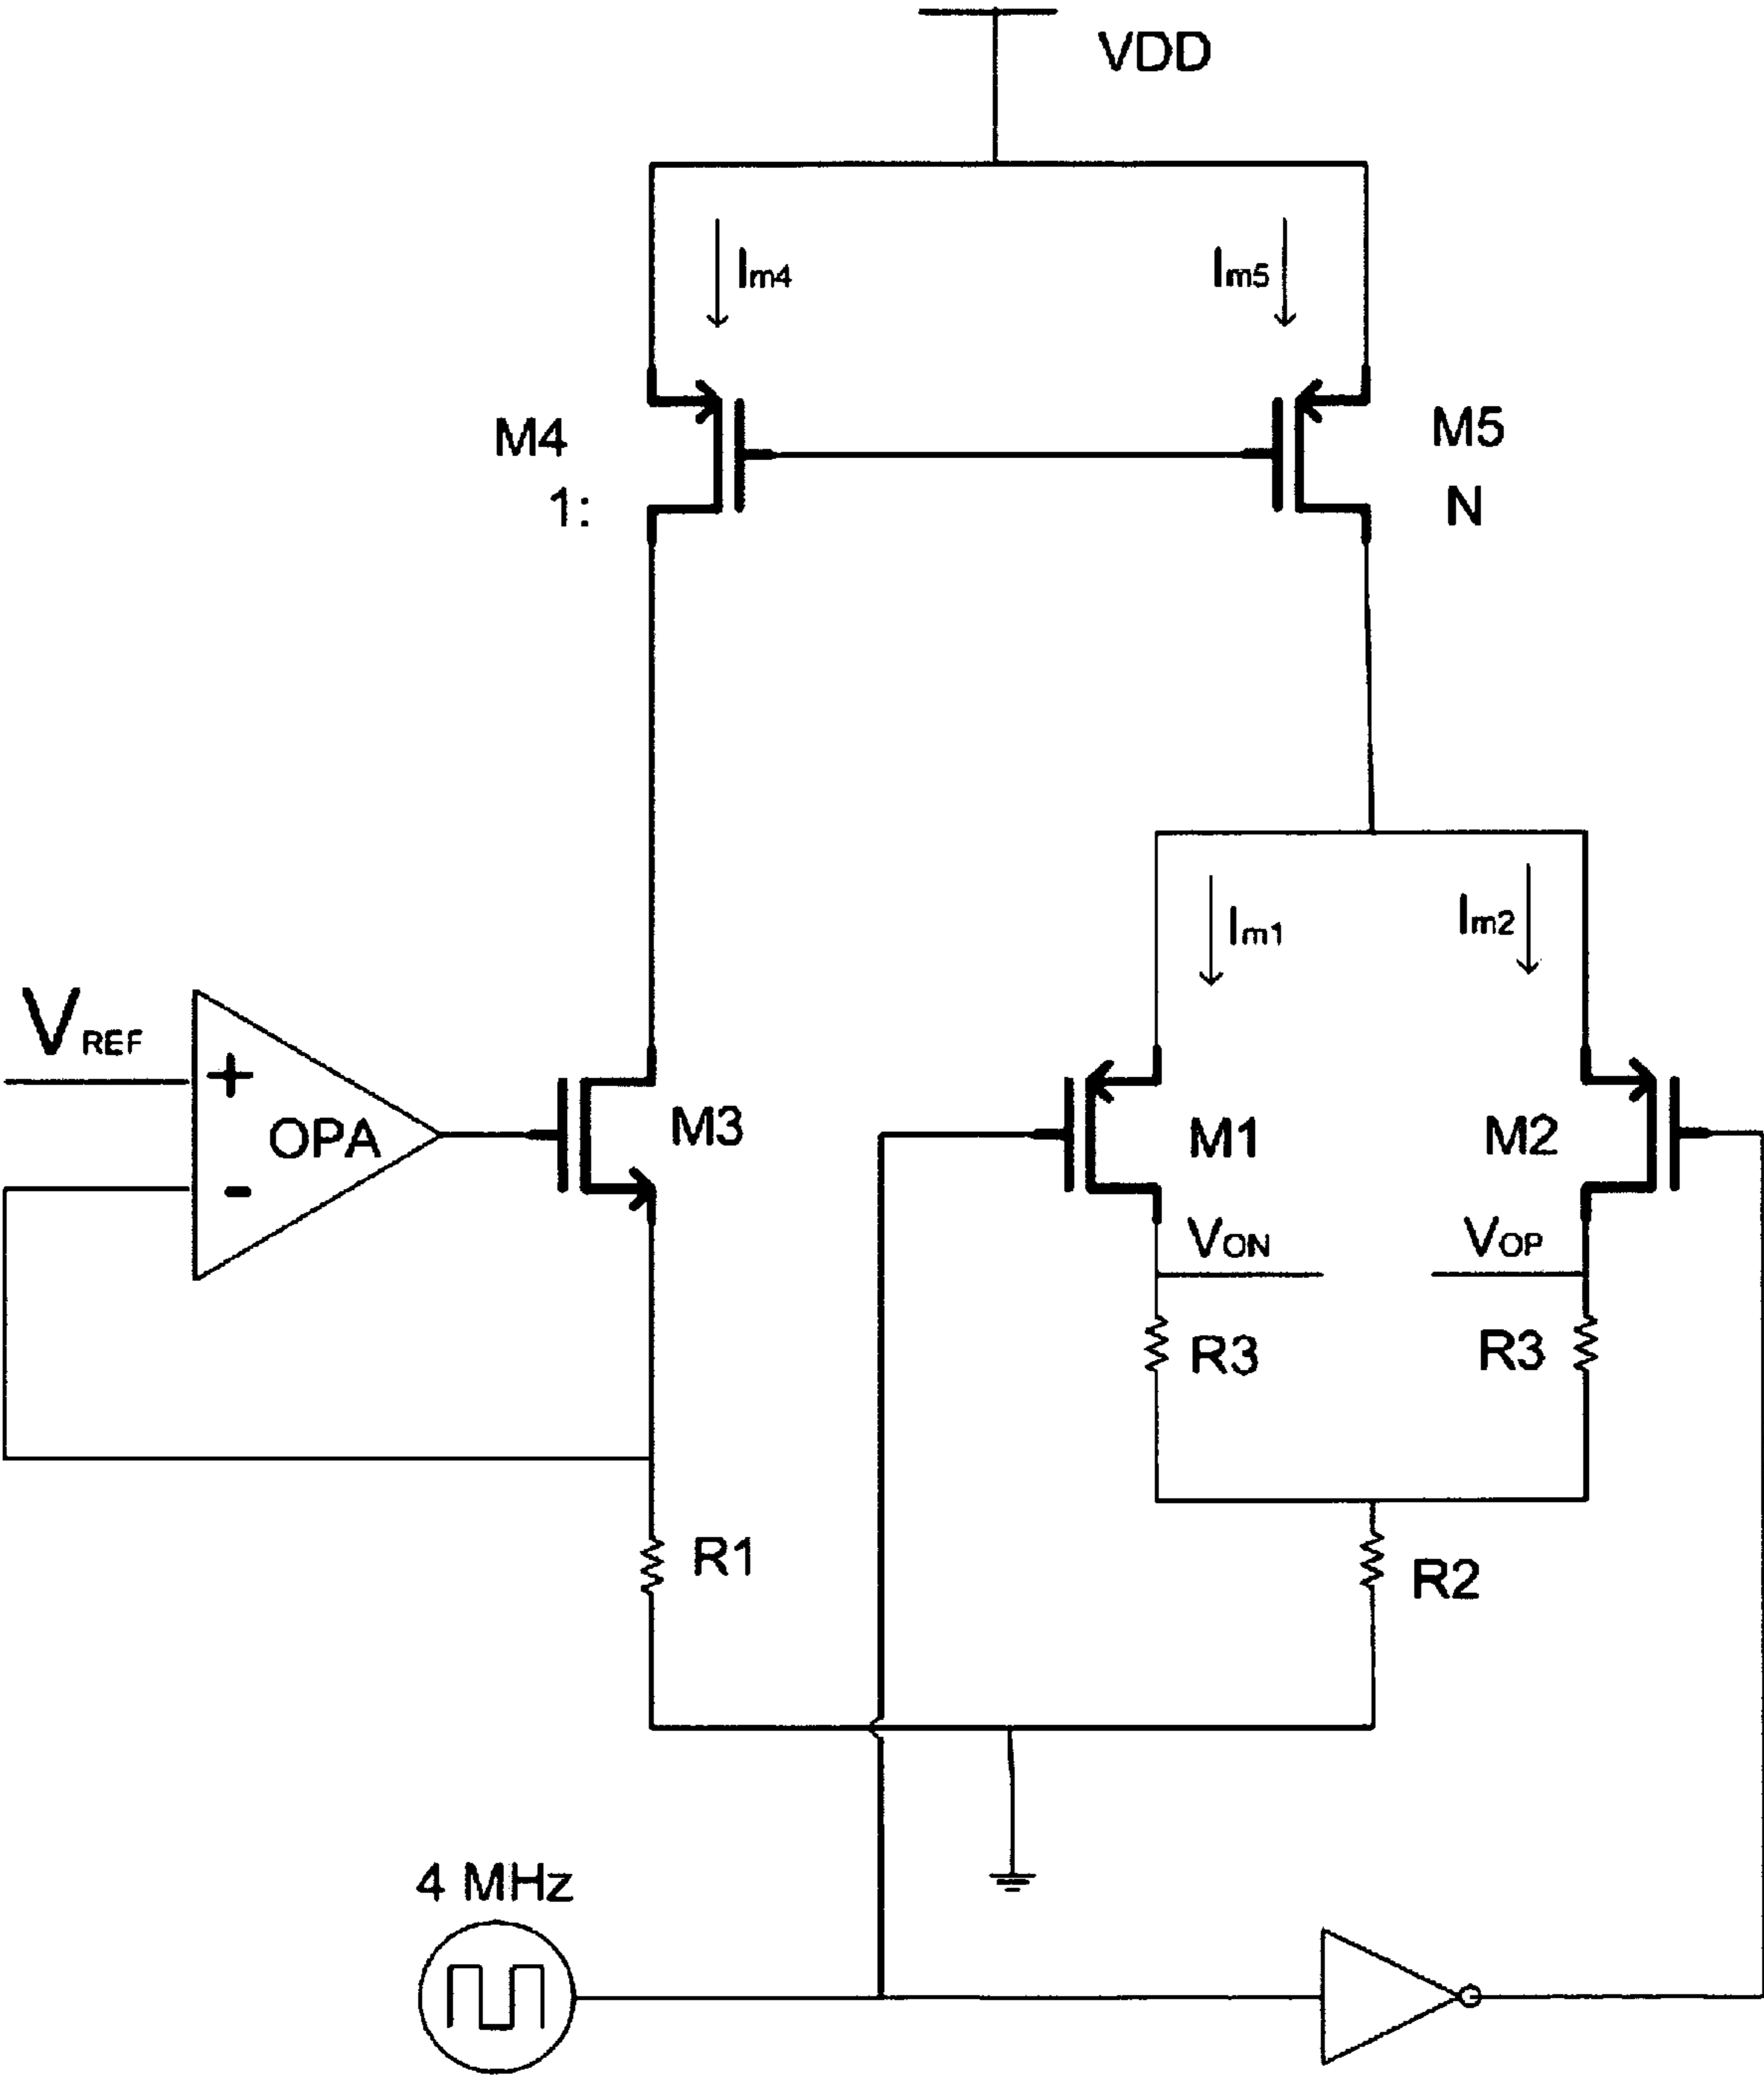 VDD
Im4
Im5
M4
1:
M5
N
Im1
Im2
VREF
+
OPA
-
M3
M1
M2
VON
VOP
R3
R3
R1
R2
4 MHz